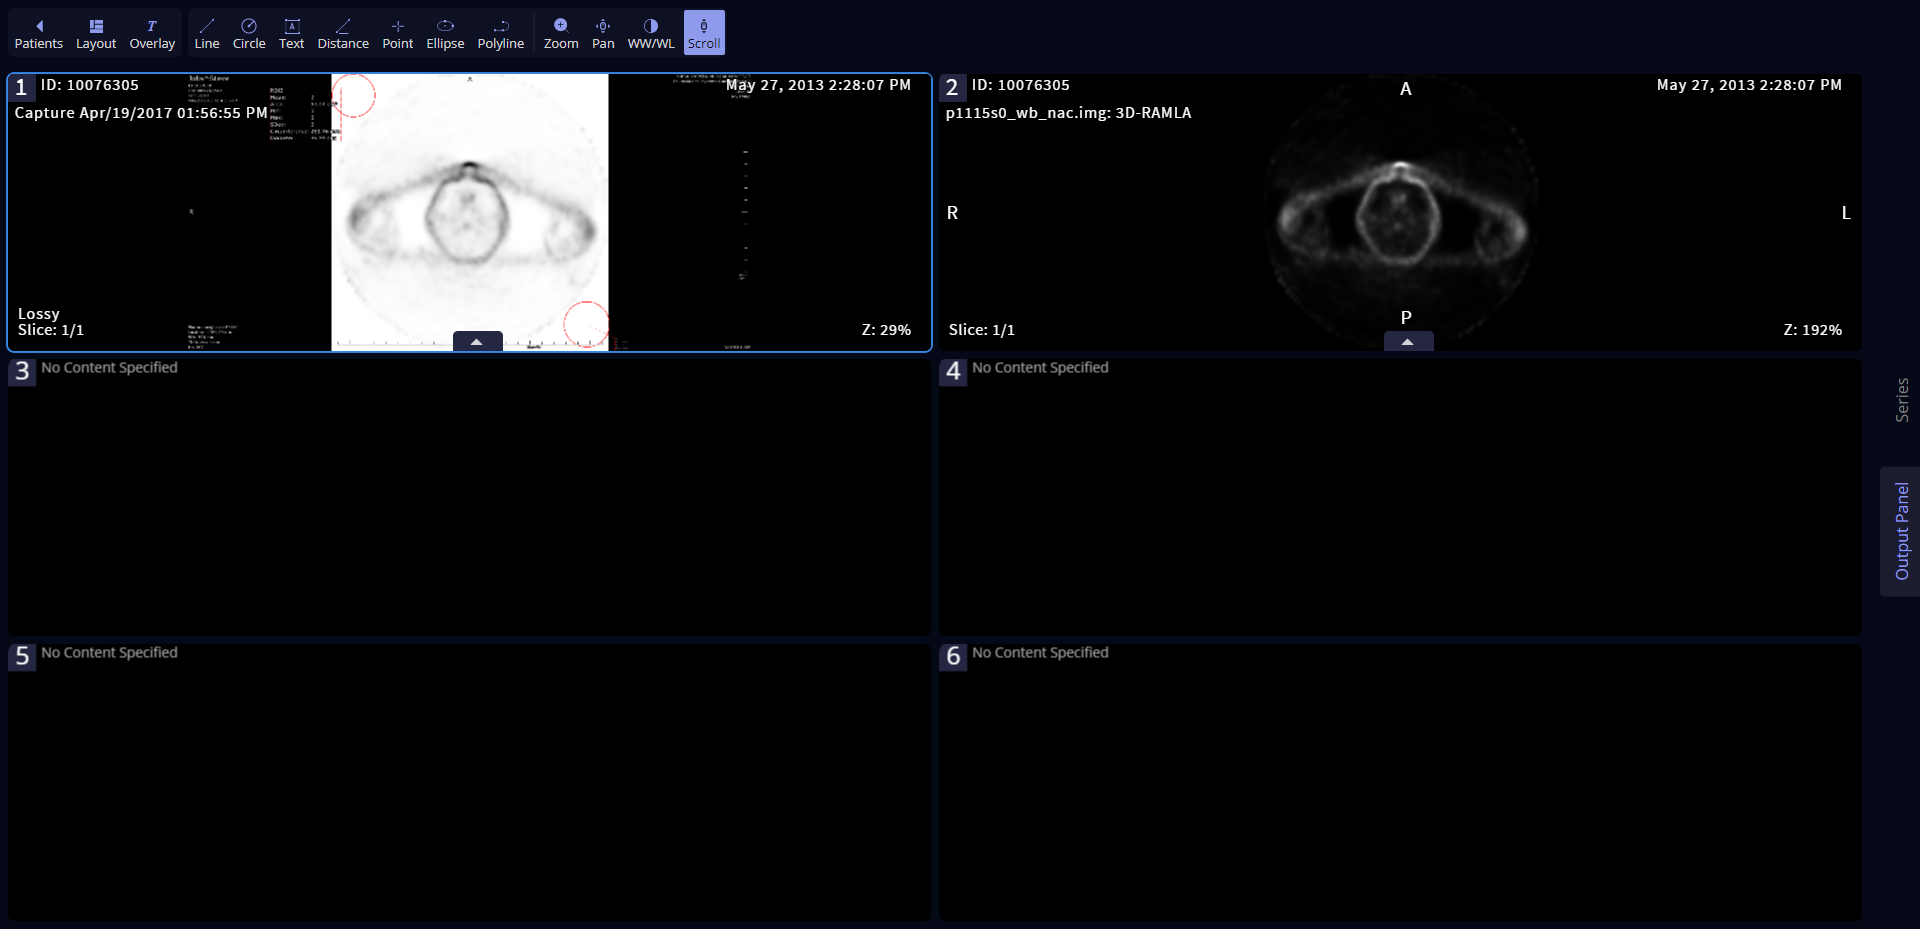 Patients Layout Overlay Line Circle Text Distance Point Ellipse Polyline Zoom Pan WW/WL Scroll
1 ID: 10076305
May 27, 2013 2:28:07 PM
Capture Apr/19/2017 01:56:55 PM
Lossy
Slice: 1/1
Z: 29%
2 ID: 10076305
A
May 27, 2013 2:28:07 PM
p1115s0_wb_nac.img: 3D-RAMLA
R
L
P
Slice: 1/1
Z: 192%
3 No Content Specified
4 No Content Specified
5 No Content Specified
6 No Content Specified
Series
Output Panel